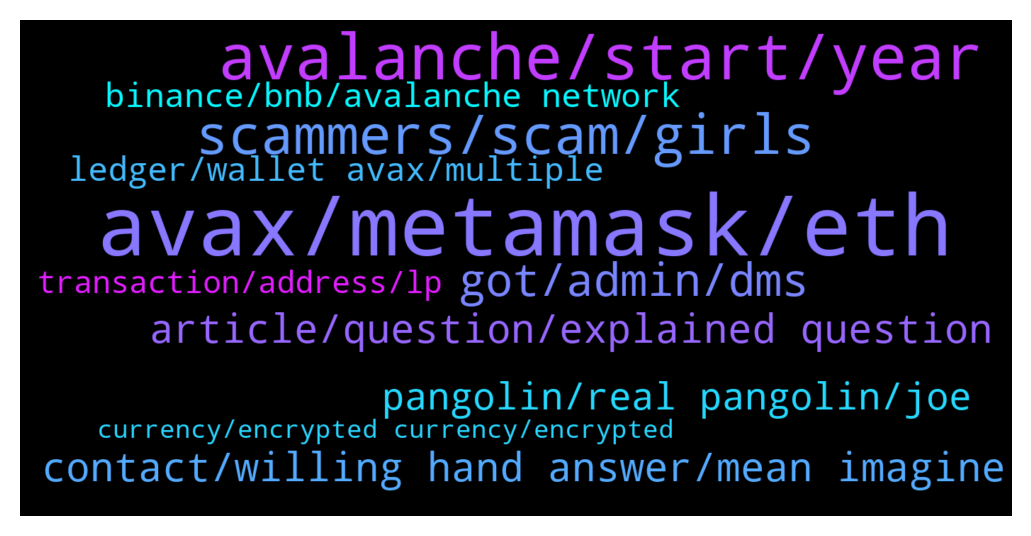 avalanche/start/year
binance/bnb/avalanche network
scammers/scam/girls
ledger/wallet avax/multiple
avax/metamask/eth
transaction/address/lp
got/admin/dms
article/question/explained question
pangolin/real pangolin/joe
currency/encrypted currency/encrypted
contact/willing hand answer/mean imagine